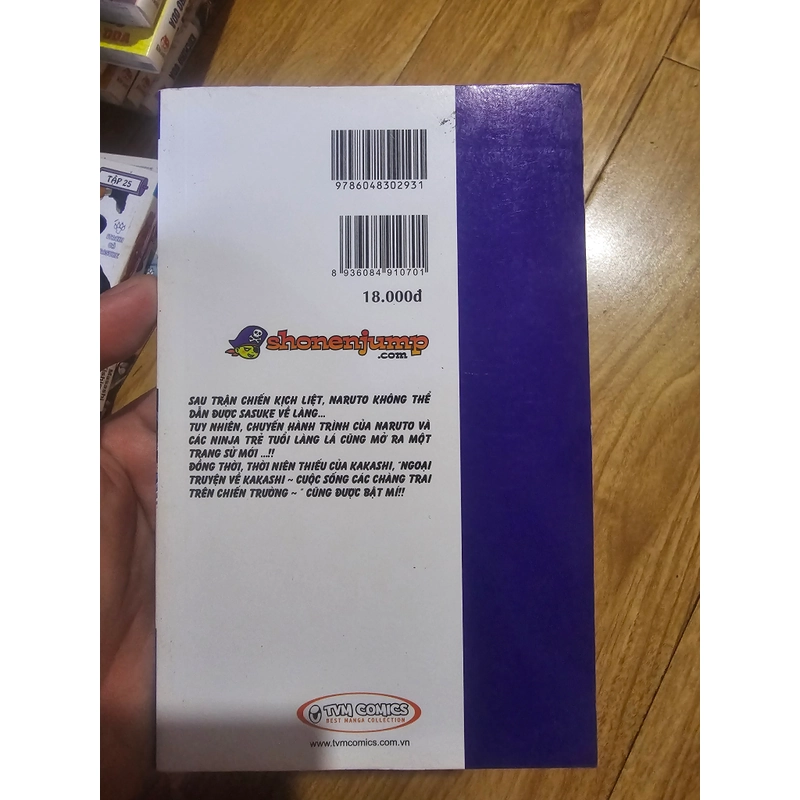 TẬP 25
9786048302931
8 936084 910701
18.000đ
shonenjump
.com
SAU TRẬN CHIẾN KỊCH LIỆT, NARUTO KHÔNG THỂ
DẪN ĐƯỢC SASUKE VỀ LÀNG...
TUY NHIÊN, CHUYẾN HÀNH TRÌNH CỦA NARUTO VÀ
CÁC NINJA TRẺ TUỔI LÀNG LÁ CŨNG MỞ RA MỘT
TRANG SỬ MỚI ...!!
ĐỒNG THỜI, THỜI NIÊN THIẾU CỦA KAKASHI, "NGOẠI
TRUYỆN VỀ KAKASHI ~ CUỘC SỐNG CÁC CHÀNG TRAI
TRÊN CHIẾN TRƯỜNG ~ " CŨNG ĐƯỢC BẬT MÍ!!
TVM COMICS
BEST MANGA COLLECTION
www.tvmcomics.com.vn